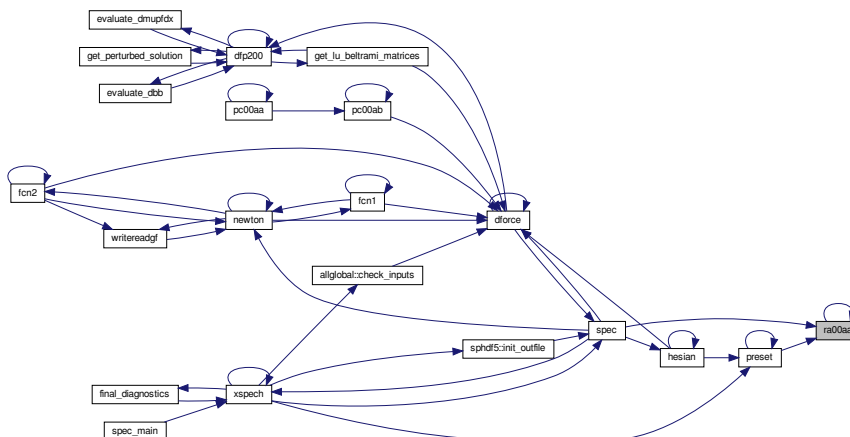 evaluate_dmupfdx
get_perturbed_solution
dfp200
get_lu_beltrami_matrices
evaluate_dbb
pc00aa
pc00ab
fcn2
fcn1
newton
dforce
writereadgf
allglobal::check_inputs
spec
ra00aa
sphdf5::init_outfile
hesian
preset
final_diagnostics
xspech
spec_main